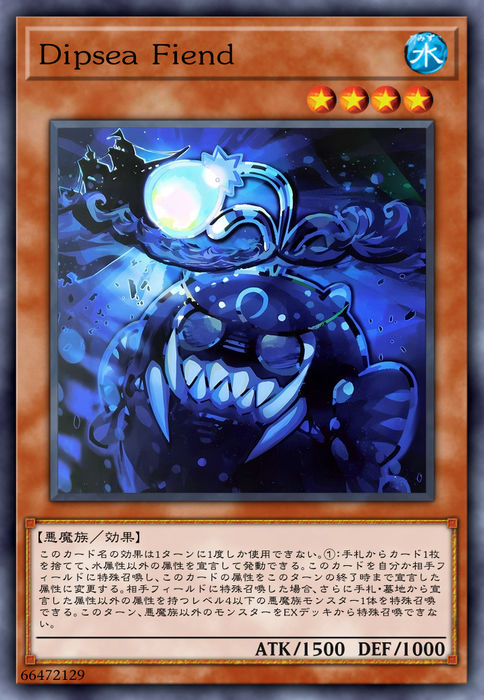 Dipsea Fiend
みず
水
【悪魔族／効果】
このカード名の効果は1ターンに1度しか使用できない。①：手札からカード1枚
を捨てて、水属性以外の属性を宣言して発動できる。このカードを自分か相手フ
ィールドに特殊召喚し、このカードの属性をこのターンの終了時まで宣言した
属性に変更する。相手フィールドに特殊召喚した場合、さらに手札・墓地から宣
言した属性以外の属性を持つレベル4以下の悪魔族モンスター1体を特殊召喚
できる。このターン、悪魔族以外のモンスターをEXデッキから特殊召喚できな
い。
ATK/1500 DEF/1000
66472129